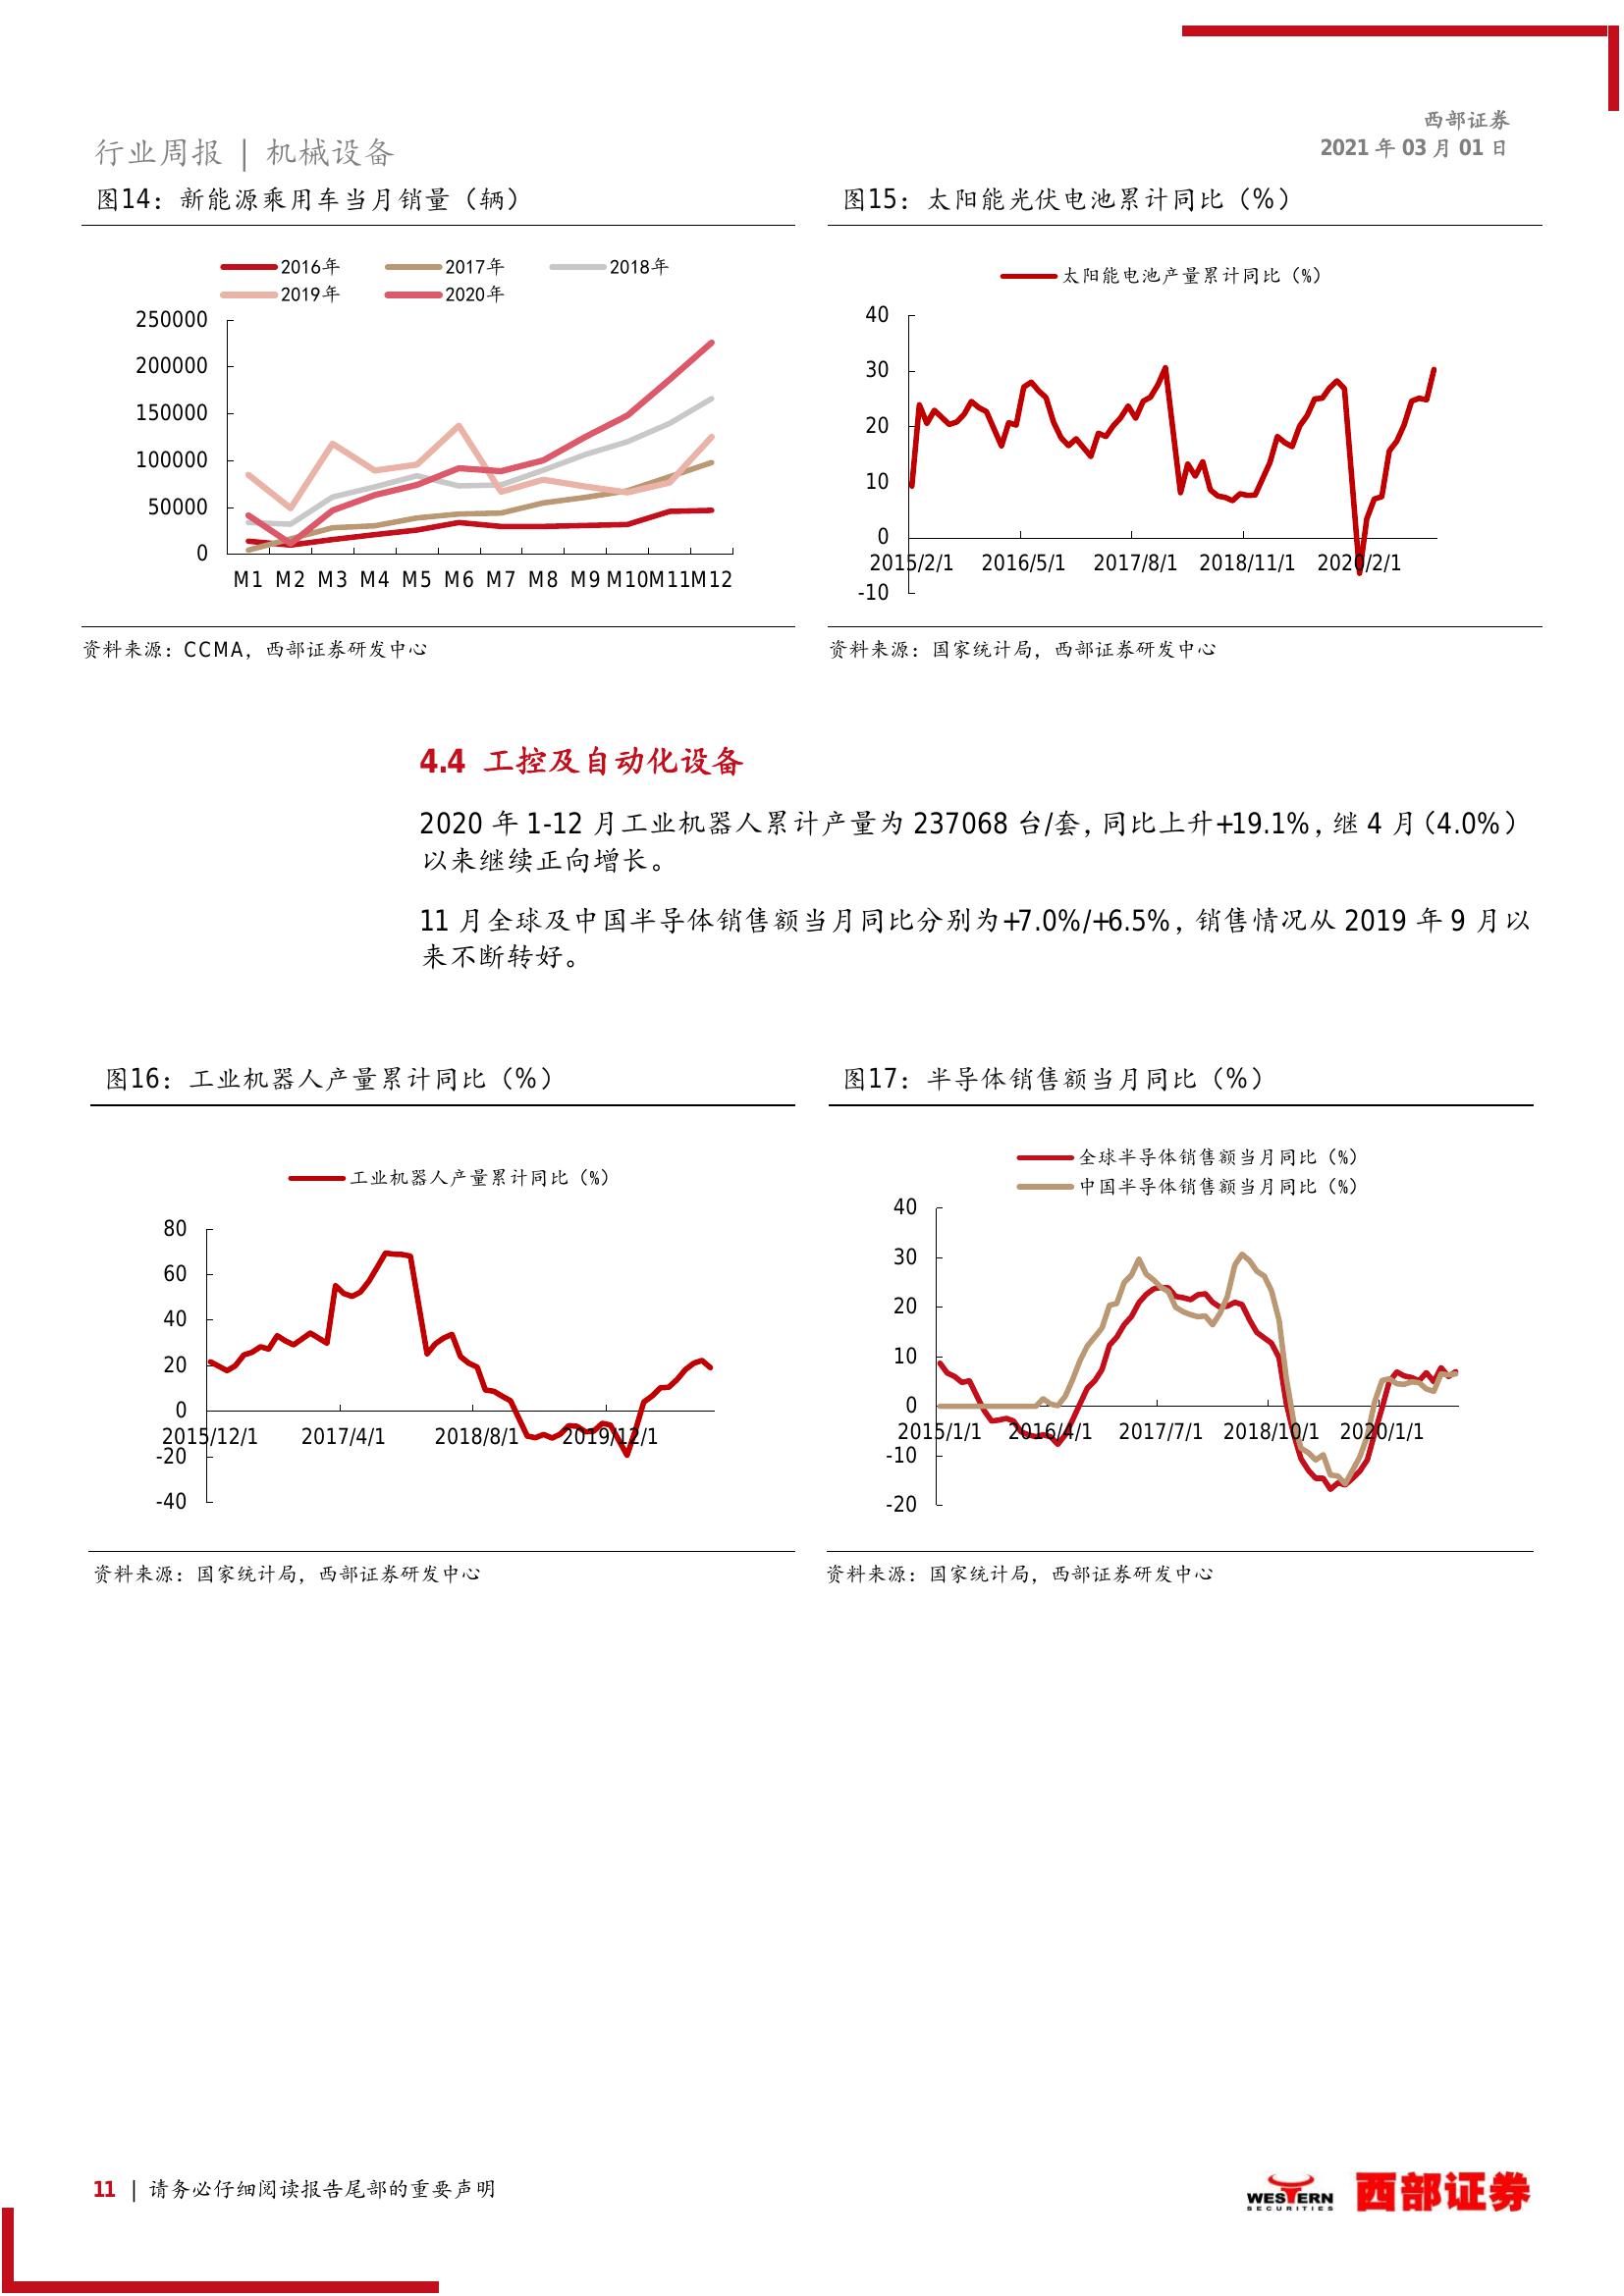 西部证券
2021 年 03 月 01 日
行业周报 | 机械设备
图14：新能源乘用车当月销量（辆）
2016年
2017年
2018年
2019年
2020年
250000
200000
150000
100000
50000
0
M1 M2 M3 M4 M5 M6 M7 M8 M9 M10M11M12
资料来源：CCMA，西部证券研发中心
图15：太阳能光伏电池累计同比（%）
太阳能电池产量累计同比（%）
40
30
20
10
0
-10
2015/2/1 2016/5/1 2017/8/1 2018/11/1 2020/2/1
资料来源：国家统计局，西部证券研发中心
4.4 工控及自动化设备
2020 年 1-12 月工业机器人累计产量为 237068 台/套，同比上升+19.1%，继 4 月（4.0%）
以来继续正向增长。
11 月全球及中国半导体销售额当月同比分别为+7.0%/+6.5%，销售情况从 2019 年 9 月以
来不断转好。
图16：工业机器人产量累计同比（%）
工业机器人产量累计同比（%）
80
60
40
20
0
-20
-40
2015/12/1 2017/4/1 2018/8/1 2019/12/1
资料来源：国家统计局，西部证券研发中心
图17：半导体销售额当月同比（%）
全球半导体销售额当月同比（%）
中国半导体销售额当月同比（%）
40
30
20
10
0
-10
-20
2015/1/1 2016/4/1 2017/7/1 2018/10/1 2020/1/1
资料来源：国家统计局，西部证券研发中心
11 | 请务必仔细阅读报告尾部的重要声明
WESTERN
SECURITIES
西部证券